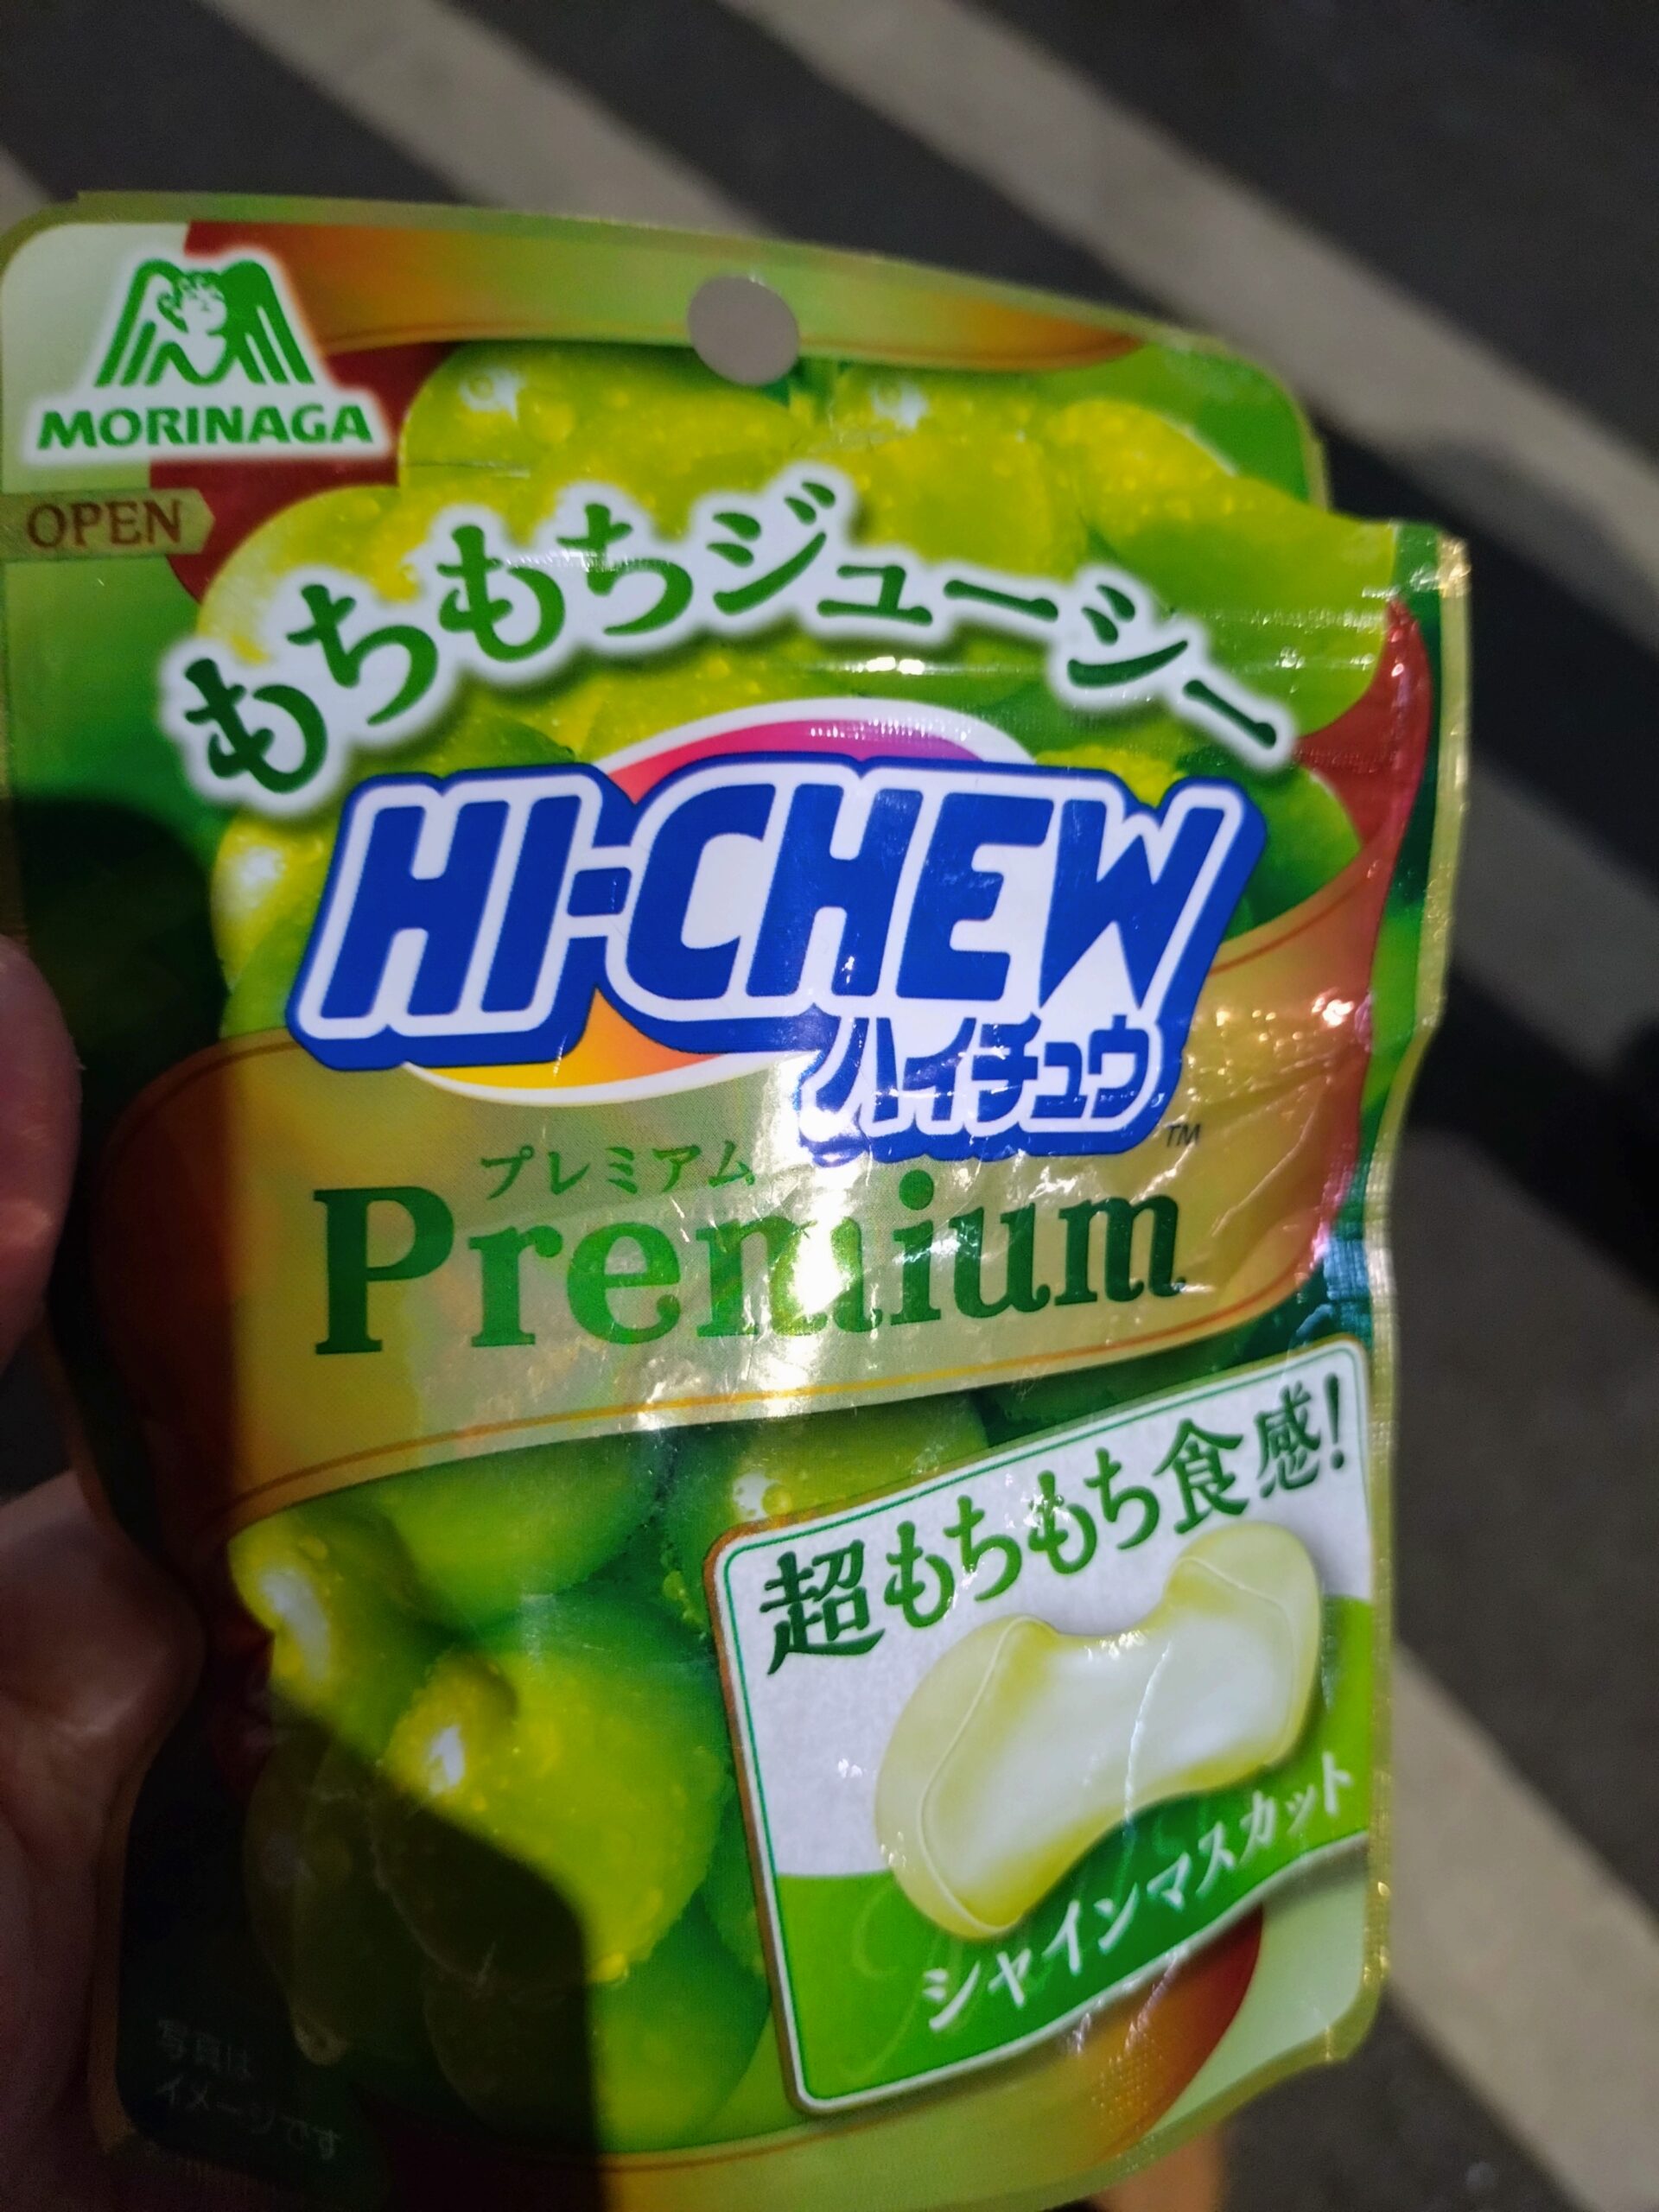 MORINAGA
OPEN
もちもちジューシー
HI-CHEW
ハイチュウ
TM
プレミアム
Premium
超もちもち食感!
シャインマスカット
写真は
イメージです